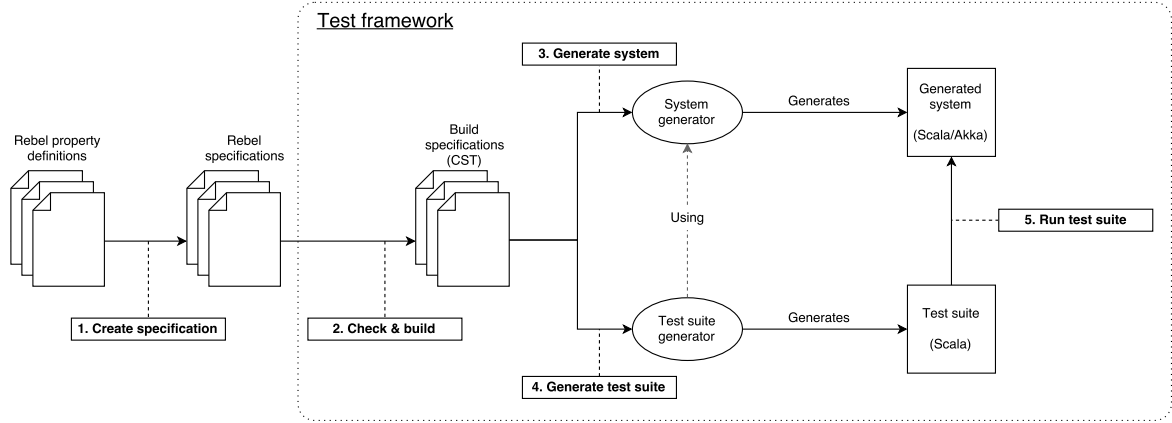 Test framework
3. Generate system
System
generator
Generates
Generated
system
(Scala/Akka)
Rebel property
definitions
Rebel
specifications
Build
specifications
(CST)
Using
5. Run test suite
1. Create specification
2. Check & build
Test suite
generator
Generates
Test suite
(Scala)
4. Generate test suite